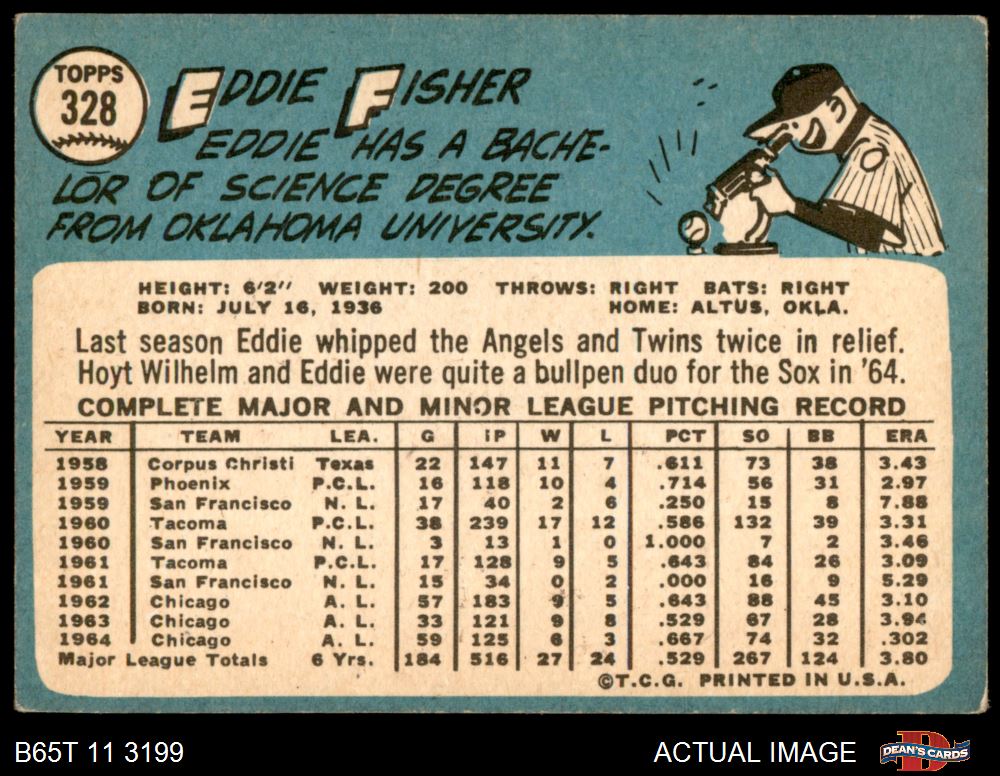 TOPPS
328
EDDIE FISHER
EDDIE HAS A BACHE-
LOR OF SCIENCE DEGREE
FROM OKLAHOMA UNIVERSITY.
HEIGHT: 6'2" WEIGHT: 200 THROWS: RIGHT BATS: RIGHT
BORN: JULY 16, 1936 HOME: ALTUS, OKLA.
Last season Eddie whipped the Angels and Twins twice in relief.
Hoyt Wilhelm and Eddie were quite a bullpen duo for the Sox in '64.
COMPLETE MAJOR AND MINOR LEAGUE PITCHING RECORD
YEAR TEAM LEA. G IP W L PCT SO BB ERA
1958 Corpus Christi Texas 22 147 11 7 .611 73 38 3.43
1959 Phoenix P.C.L. 16 118 10 4 .714 56 31 2.97
1959 San Francisco N. L. 17 40 2 6 .250 15 8 7.88
1960 Tacoma P.C.L. 38 239 17 12 .586 132 39 3.31
1960 San Francisco N. L. 3 13 1 0 1.000 7 2 3.46
1961 Tacoma P.C.L. 17 128 9 5 .643 84 26 3.09
1961 San Francisco N. L. 15 34 0 2 .000 16 9 5.29
1962 Chicago A. L. 57 183 9 5 .643 88 45 3.10
1963 Chicago A. L. 33 121 9 8 .529 67 28 3.94
1964 Chicago A. L. 59 125 6 3 .667 74 32 .302
Major League Totals 6 Yrs. 184 516 27 24 .529 267 124 3.80
©T.C.G. PRINTED IN U.S.A.
B65T 11 3199 ACTUAL IMAGE
DEAN'S CARDS